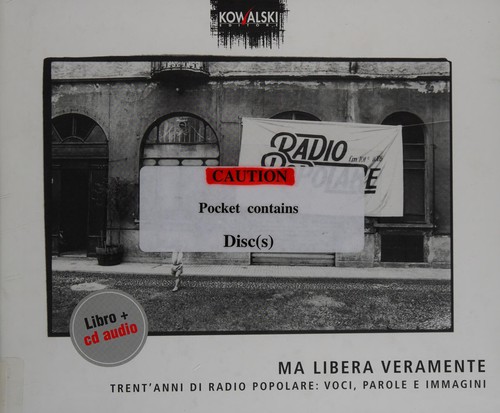 KOWALSKI
EDITORE
RADIO
POPOLARE
CAUTION
Pocket contains
Disc(s)
Libro +
cd audio
MA LIBERA VERAMENTE
TRENT'ANNI DI RADIO POPOLARE: VOCI, PAROLE E IMMAGINI